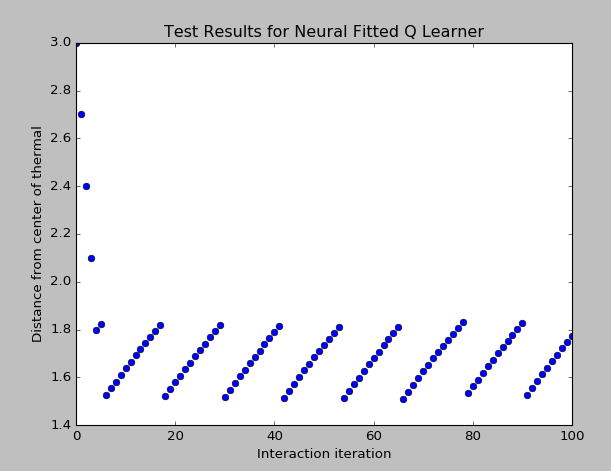 Test Results for Neural Fitted Q Learner
Distance from center of thermal
3.0
2.8
2.6
2.4
2.2
2.0
1.8
1.6
1.4
0 20 40 60 80 100
Interaction iteration